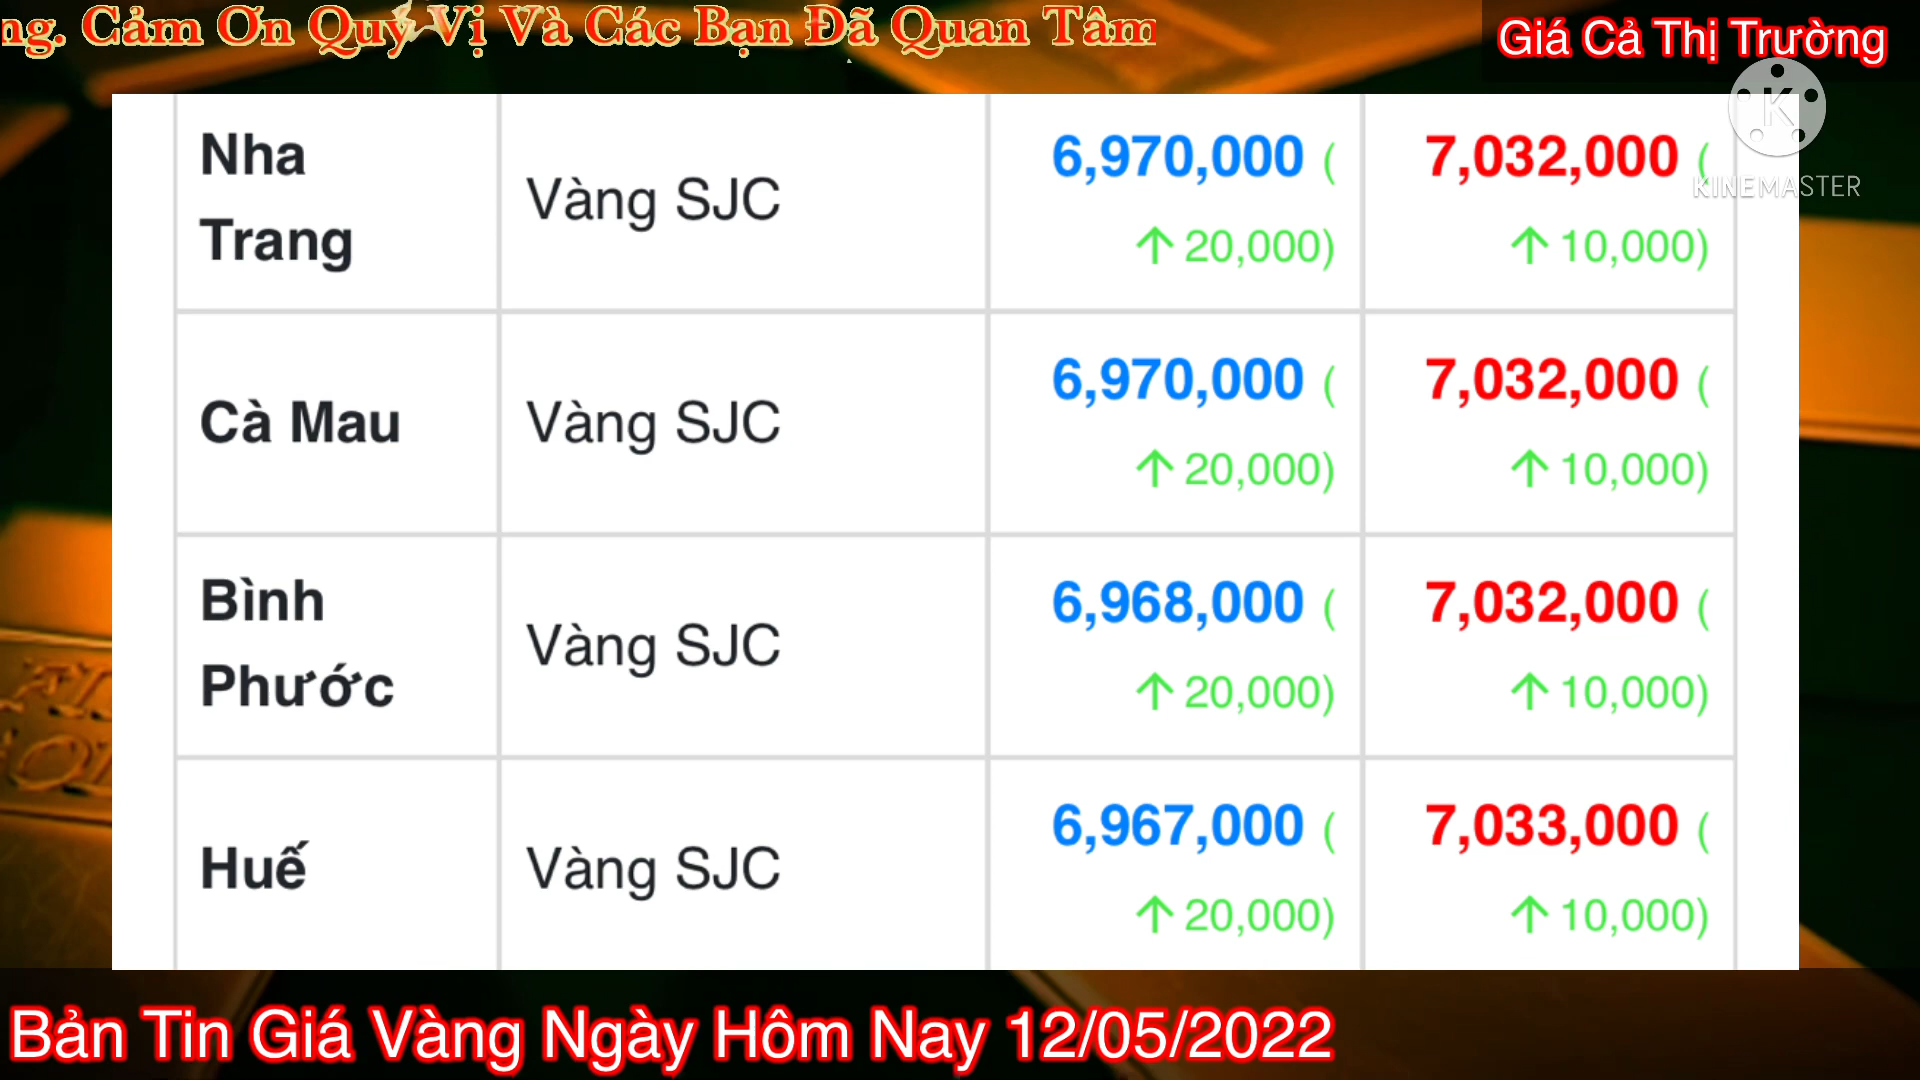 ng. Cảm Ơn Quý Vị Và Các Bạn Đã Quan Tâm
Giá Cả Thị Trường
KINEMASTER
Nha Trang
Vàng SJC
6,970,000 (
↑ 20,000)
7,032,000 (
↑ 10,000)
Cà Mau
Vàng SJC
6,970,000 (
↑ 20,000)
7,032,000 (
↑ 10,000)
Bình Phước
Vàng SJC
6,968,000 (
↑ 20,000)
7,032,000 (
↑ 10,000)
Huế
Vàng SJC
6,967,000 (
↑ 20,000)
7,033,000 (
↑ 10,000)
Bản Tin Giá Vàng Ngày Hôm Nay 12/05/2022